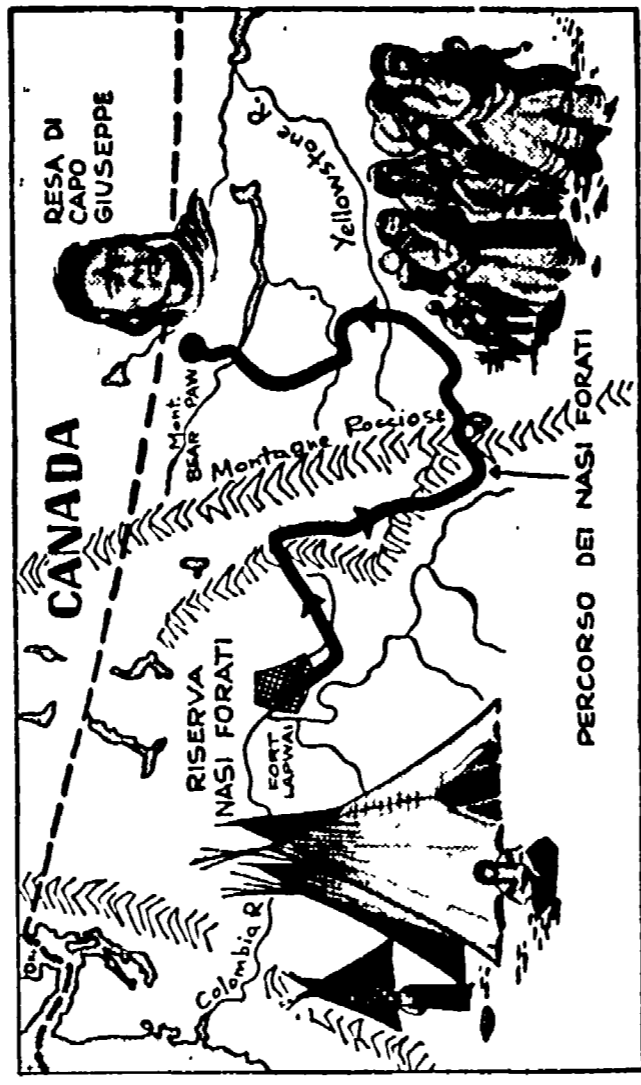 CANADA
RESA DI
CAPO
GIUSEPPE
Mont.
BEAR PAW
Montagne Rocciose
Yellowstone R.
RISERVA
NASI FORATI
FORT
LAPWAI
Colombia R
PERCORSO DEI NASI FORATI